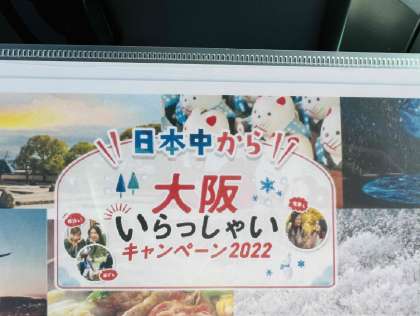 日本中から
大阪
いらっしゃい
キャンペーン2022